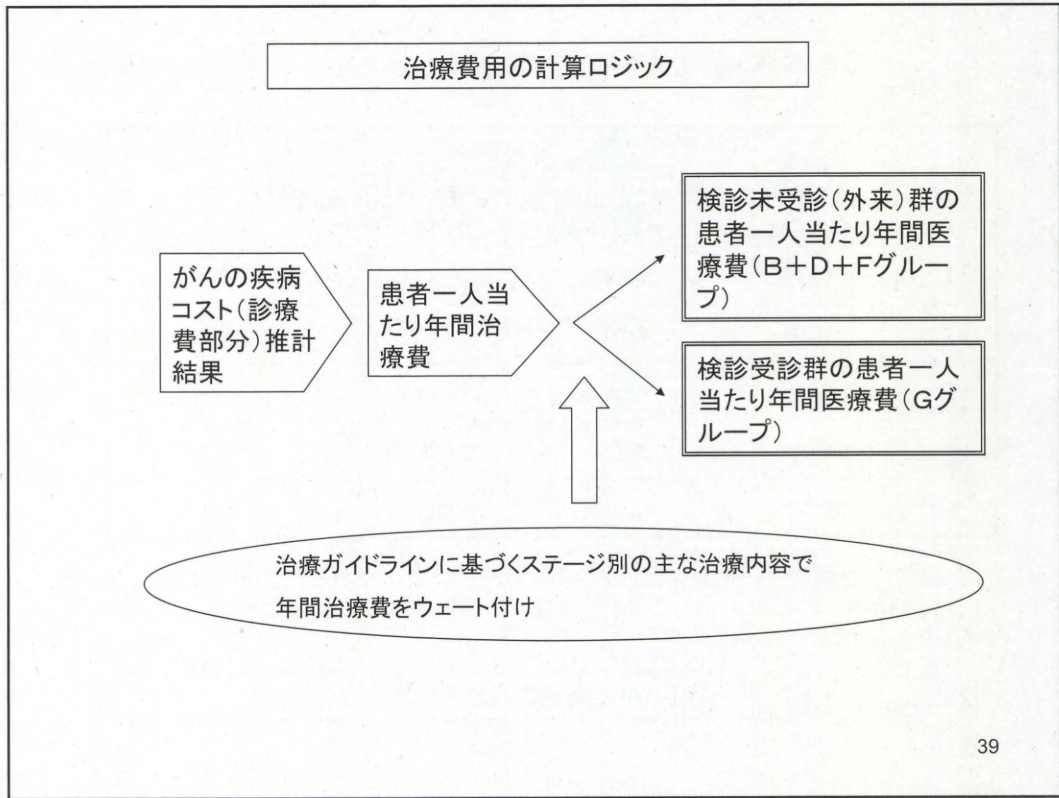 治療費用の計算ロジック
がんの疾病
コスト（診療
費部分）推計
結果
患者一人当
たり年間治
療費
検診未受診（外来）群の
患者一人当たり年間医
療費（B＋D＋Fグルー
プ）
検診受診群の患者一人
当たり年間医療費（Gグ
ループ）
治療ガイドラインに基づくステージ別の主な治療内容で
年間治療費をウェート付け
39